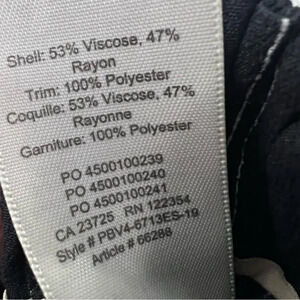 Shell: 53% Viscose, 47%
Rayon
Trim: 100% Polyester
Coquille: 53% Viscose, 47%
Rayonne
Garniture: 100% Polyester
PO 4500100239
PO 4500100240
PO 4500100241
CA 23725 RN 122354
Style # PBV4-6713ES-19
Article # 66288